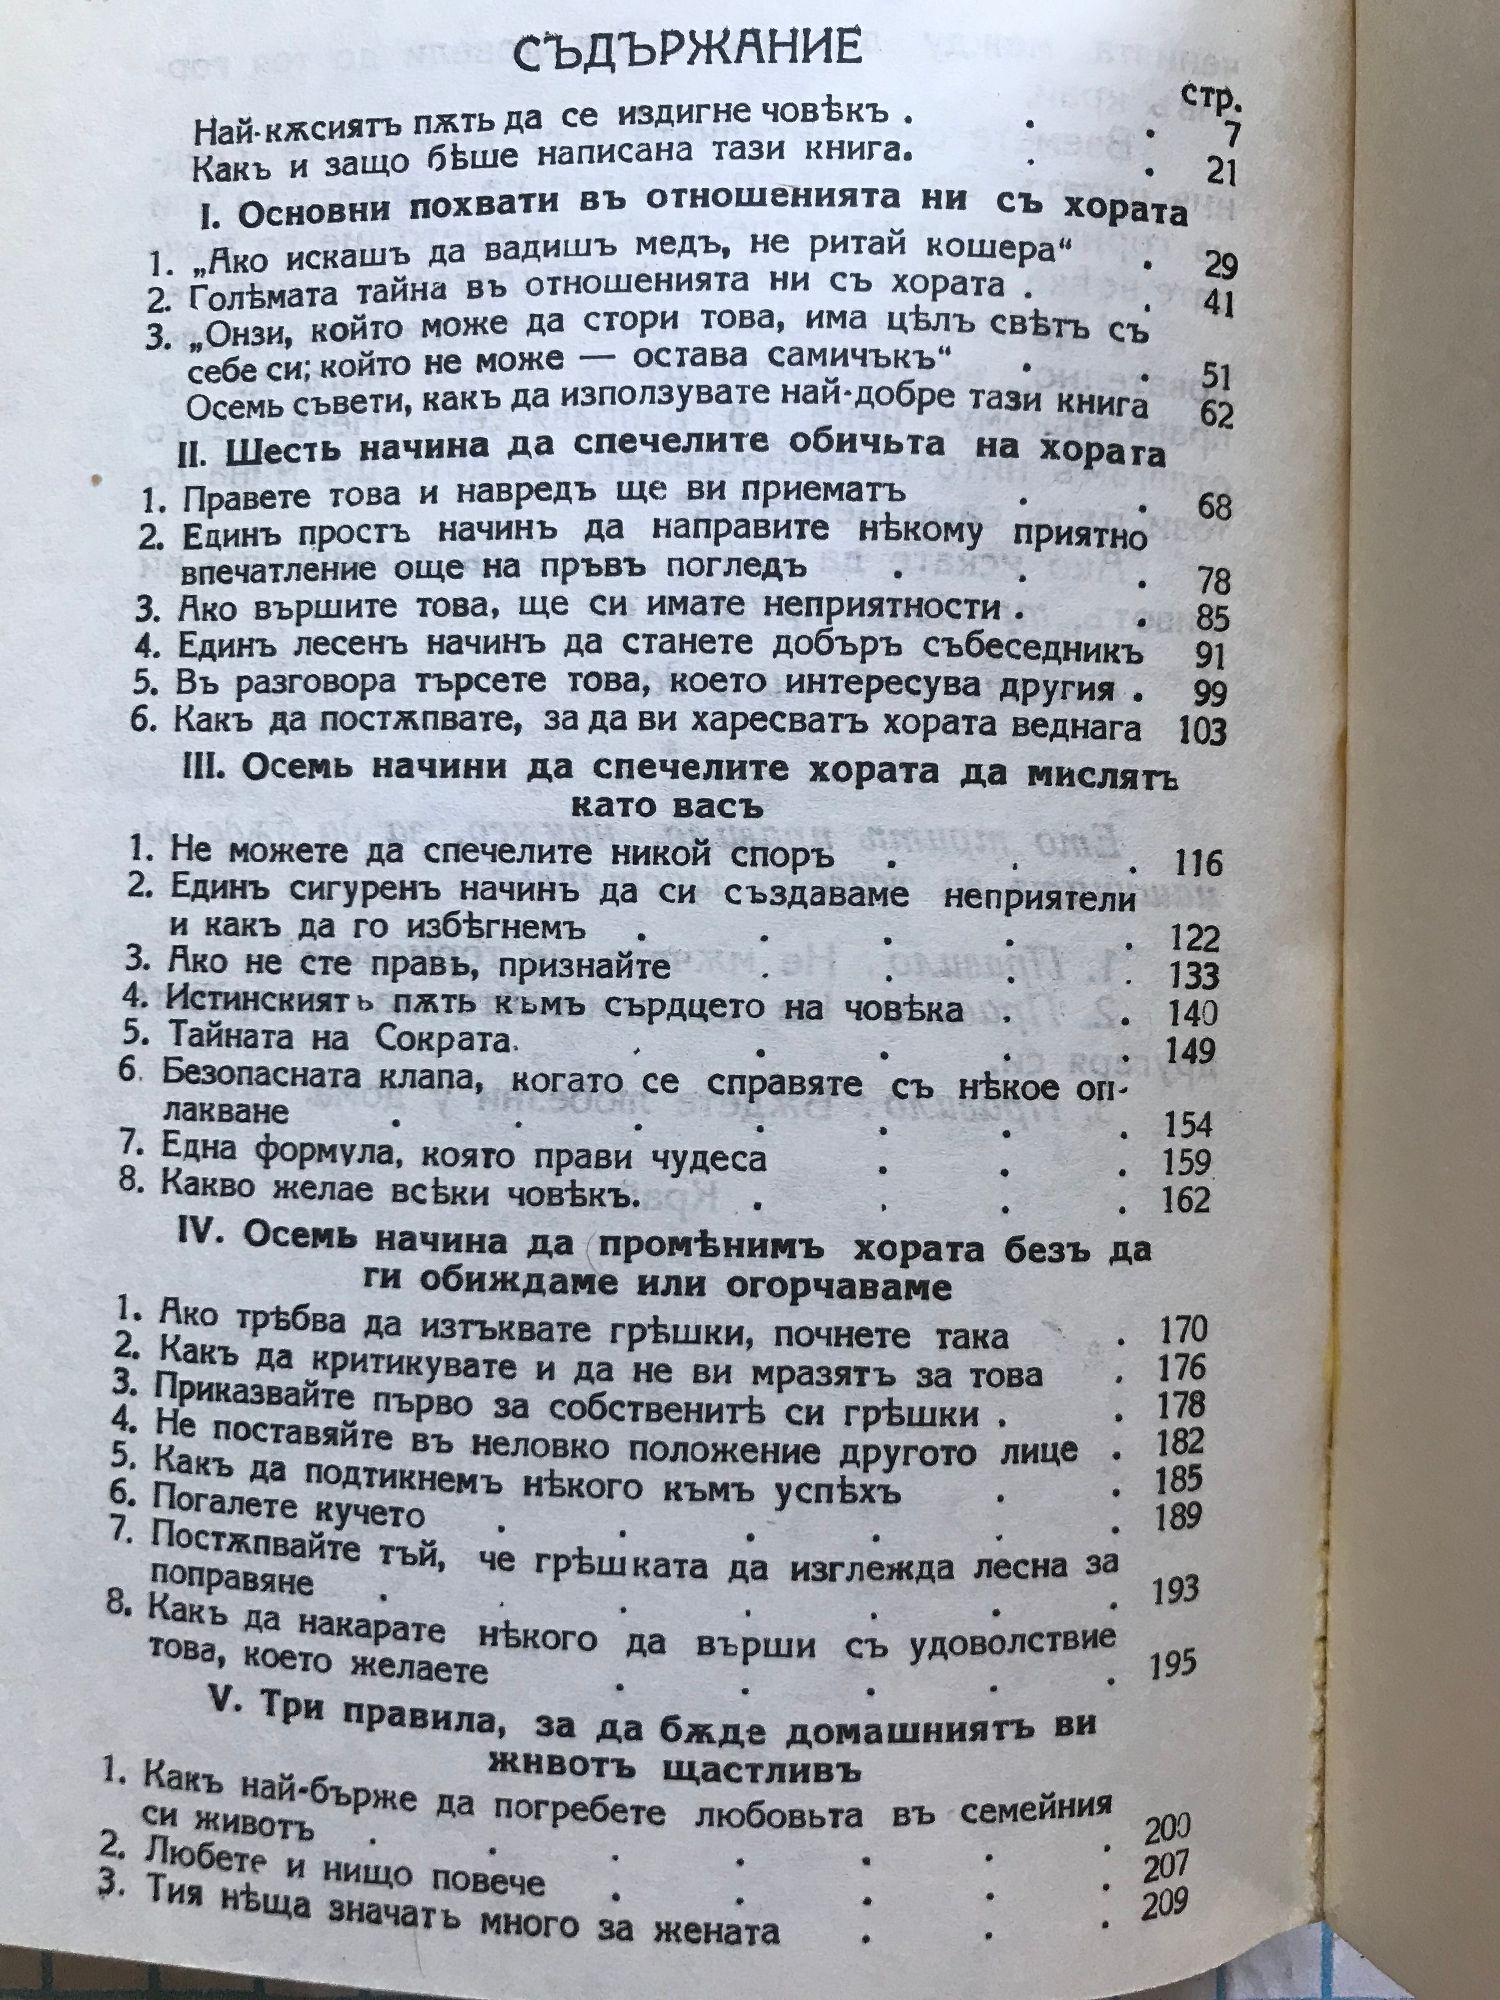 СЪДЪРЖАНИЕ
стр.
Най-кѫсиятъ пѫть да се издигне човѣкъ . . . 7
Какъ и защо бѣше написана тази книга. . . 21
I. Основни похвати въ отношенията ни съ хората
1. „Ако искашъ да вадишъ медъ, не ритай кошера“ . 29
2. Голѣмата тайна въ отношенията ни съ хората . . 41
3. „Онзи, който може да стори това, има цѣлъ свѣтъ съ
себе си; който не може — остава самичъкъ“ . . 51
Осемь съвети, какъ да използувате най-добре тази книга 62
II. Шесть начина да спечелите обичьта на хората
1. Правете това и навредъ ще ви приематъ . . 68
2. Единъ простъ начинъ да направите нѣкому приятно
впечатление още на пръвъ погледъ . . . 78
3. Ако вършите това, ще си имате неприятности . . 85
4. Единъ лесенъ начинъ да станете добъръ събеседникъ 91
5. Въ разговора търсете това, което интересува другия . 99
6. Какъ да постѫпвате, за да ви харесватъ хората веднага 103
III. Осемь начини да спечелите хората да мислятъ
като васъ
1. Не можете да спечелите никой споръ . . . 116
2. Единъ сигуренъ начинъ да си създаваме неприятели
и какъ да го избѣгнемъ . . . . . 122
3. Ако не сте правъ, признайте . . . . 133
4. Истинскиятъ пѫть къмъ сърдцето на човѣка . . 140
5. Тайната на Сократа. . . . . . 149
6. Безопасната клапа, когато се справяте съ нѣкое оп-
лакване . . . . . . . 154
7. Една формула, която прави чудеса . . . 159
8. Какво желае всѣки човѣкъ. . . . . 162
IV. Осемь начина да промѣнимъ хората безъ да
ги обиждаме или огорчаваме
1. Ако трѣбва да изтъквате грѣшки, почнете така . 170
2. Какъ да критикувате и да не ви мразятъ за това . 176
3. Приказвайте първо за собственитѣ си грѣшки . . 178
4. Не поставяйте въ неловко положение другото лице . 182
5. Какъ да подтикнемъ нѣкого къмъ успѣхъ . . 185
6. Погалете кучето . . . . . . 189
7. Постѫпвайте тъй, че грѣшката да изглежда лесна за
поправяне . . . . . . . 193
8. Какъ да накарате нѣкого да върши съ удоволствие
това, което желаете . . . . . 195
V. Три правила, за да бѫде домашниятъ ви
животъ щастливъ
1. Какъ най-бърже да погребете любовьта въ семейния
си животъ . . . . . . . 200
2. Любете и нищо повече . . . . . 207
3. Тия нѣща значатъ много за жената . . . 209